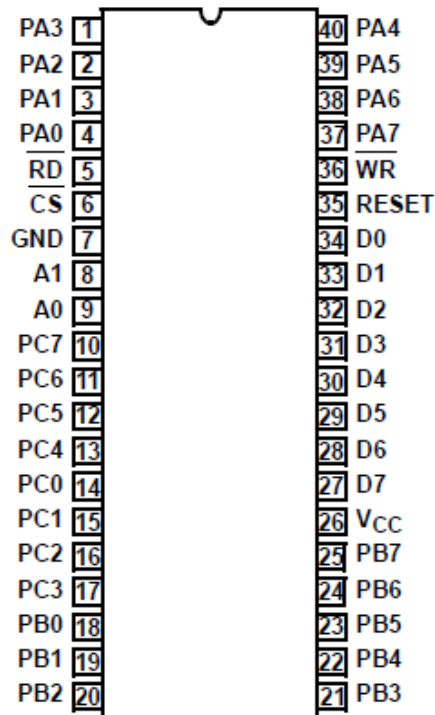 PA3 1 40 PA4
PA2 2 39 PA5
PA1 3 38 PA6
PA0 4 37 PA7
RD 5 36 WR
CS 6 35 RESET
GND 7 34 D0
A1 8 33 D1
A0 9 32 D2
PC7 10 31 D3
PC6 11 30 D4
PC5 12 29 D5
PC4 13 28 D6
PC0 14 27 D7
PC1 15 26 VCC
PC2 16 25 PB7
PC3 17 24 PB6
PB0 18 23 PB5
PB1 19 22 PB4
PB2 20 21 PB3